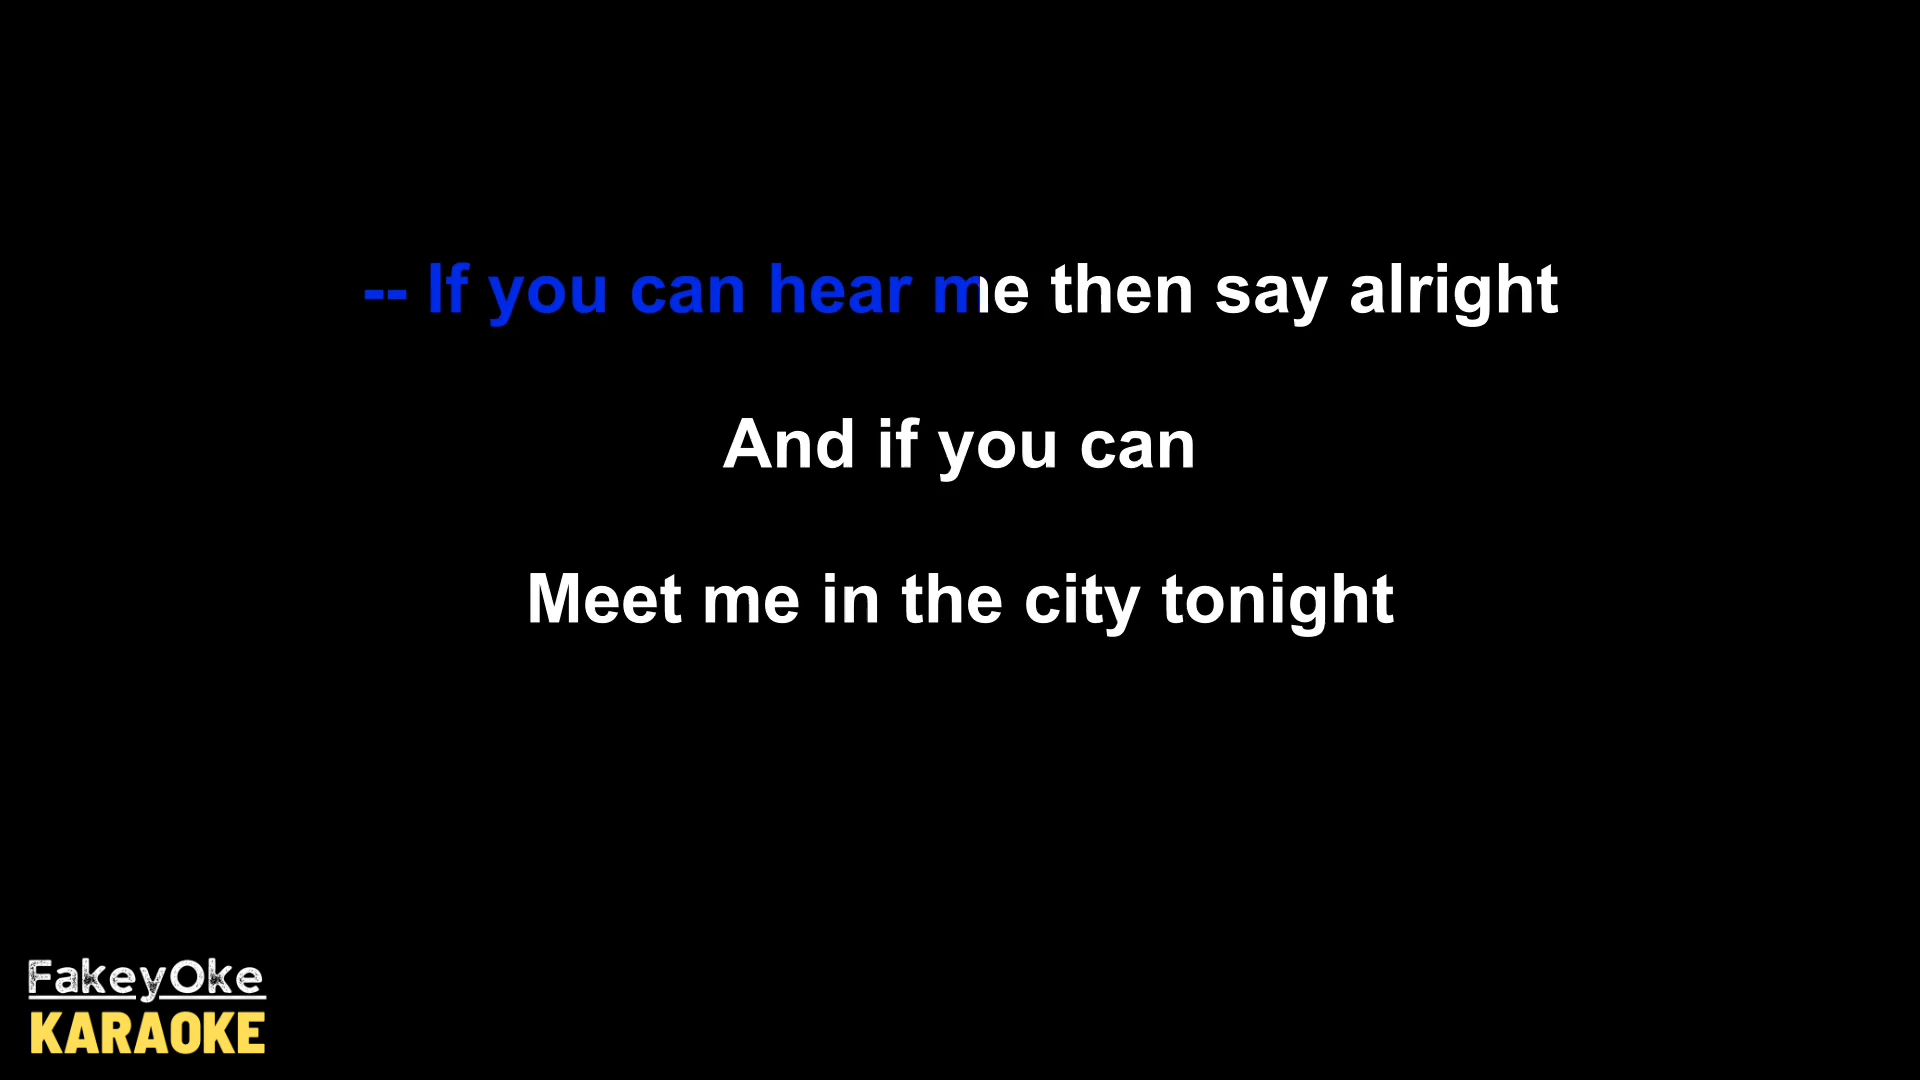 -- If you can hear me then say alright
And if you can
Meet me in the city tonight
FakeyOke
KARAOKE